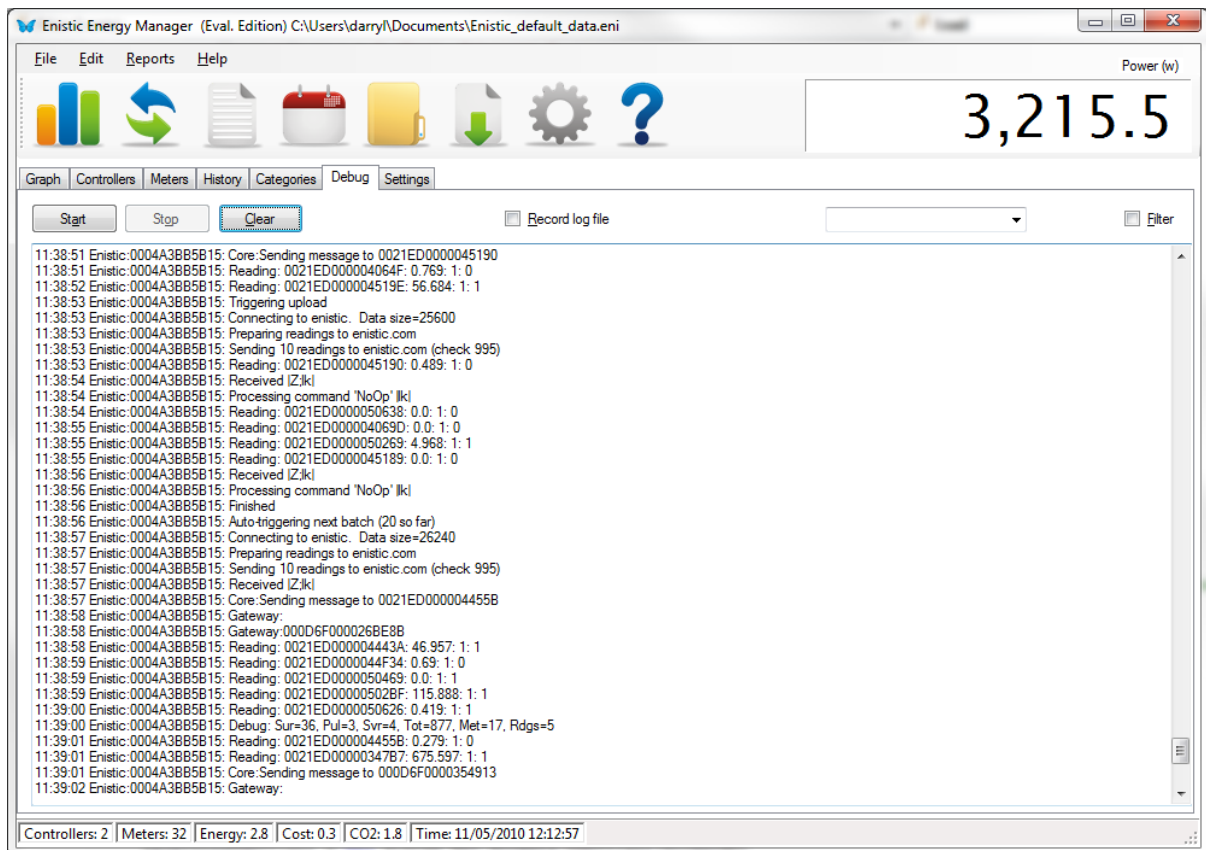 Enistic Energy Manager (Eval. Edition) C:\Users\darryl\Documents\Enistic_default_data.eni
File Edit Reports Help
Power (w)
3,215.5
Graph Controllers Meters History Categories Debug Settings
Start Stop Clear Record log file Filter
11:38:51 Enistic:0004A3BB5B15: Core:Sending message to 0021ED0000045190
11:38:51 Enistic:0004A3BB5B15: Reading: 0021ED000004064F: 0.769: 1: 0
11:38:52 Enistic:0004A3BB5B15: Reading: 0021ED000004519E: 56.684: 1: 1
11:38:53 Enistic:0004A3BB5B15: Triggering upload
11:38:53 Enistic:0004A3BB5B15: Connecting to enistic.  Data size=25600
11:38:53 Enistic:0004A3BB5B15: Preparing readings to enistic.com
11:38:53 Enistic:0004A3BB5B15: Sending 10 readings to enistic.com (check 995)
11:38:53 Enistic:0004A3BB5B15: Reading: 0021ED0000045190: 0.489: 1: 0
11:38:54 Enistic:0004A3BB5B15: Received |Z;lk|
11:38:54 Enistic:0004A3BB5B15: Processing command 'NoOp' |lk|
11:38:54 Enistic:0004A3BB5B15: Reading: 0021ED0000050638: 0.0: 1: 0
11:38:55 Enistic:0004A3BB5B15: Reading: 0021ED000004069D: 0.0: 1: 0
11:38:55 Enistic:0004A3BB5B15: Reading: 0021ED0000050269: 4.968: 1: 1
11:38:55 Enistic:0004A3BB5B15: Reading: 0021ED0000045189: 0.0: 1: 0
11:38:56 Enistic:0004A3BB5B15: Received |Z;lk|
11:38:56 Enistic:0004A3BB5B15: Processing command 'NoOp' |lk|
11:38:56 Enistic:0004A3BB5B15: Finished
11:38:56 Enistic:0004A3BB5B15: Auto-triggering next batch (20 so far)
11:38:57 Enistic:0004A3BB5B15: Connecting to enistic.  Data size=26240
11:38:57 Enistic:0004A3BB5B15: Preparing readings to enistic.com
11:38:57 Enistic:0004A3BB5B15: Sending 10 readings to enistic.com (check 995)
11:38:57 Enistic:0004A3BB5B15: Received |Z;lk|
11:38:57 Enistic:0004A3BB5B15: Core:Sending message to 0021ED000004455B
11:38:58 Enistic:0004A3BB5B15: Gateway:
11:38:58 Enistic:0004A3BB5B15: Gateway:000D6F000026BE8B
11:38:58 Enistic:0004A3BB5B15: Reading: 0021ED000004443A: 46.957: 1: 1
11:38:59 Enistic:0004A3BB5B15: Reading: 0021ED0000044F34: 0.69: 1: 0
11:38:59 Enistic:0004A3BB5B15: Reading: 0021ED0000050469: 0.0: 1: 1
11:38:59 Enistic:0004A3BB5B15: Reading: 0021ED00000502BF: 115.888: 1: 1
11:39:00 Enistic:0004A3BB5B15: Reading: 0021ED0000050626: 0.419: 1: 1
11:39:00 Enistic:0004A3BB5B15: Debug: Sur=36, Pul=3, Svr=4, Tot=877, Met=17, Rdgs=5
11:39:01 Enistic:0004A3BB5B15: Reading: 0021ED000004455B: 0.279: 1: 0
11:39:01 Enistic:0004A3BB5B15: Reading: 0021ED00000347B7: 675.597: 1: 1
11:39:01 Enistic:0004A3BB5B15: Core:Sending message to 000D6F0000354913
11:39:02 Enistic:0004A3BB5B15: Gateway:
Controllers: 2 Meters: 32 Energy: 2.8 Cost: 0.3 CO2: 1.8 Time: 11/05/2010 12:12:57